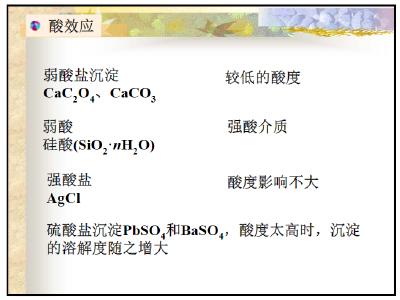 酸效应
弱酸盐沉淀 较低的酸度
CaC₂O₄、CaCO₃
弱酸 强酸介质
硅酸(SiO₂·nH₂O)
强酸盐 酸度影响不大
AgCl
硫酸盐沉淀PbSO₄和BaSO₄，酸度太高时，沉淀
的溶解度随之增大